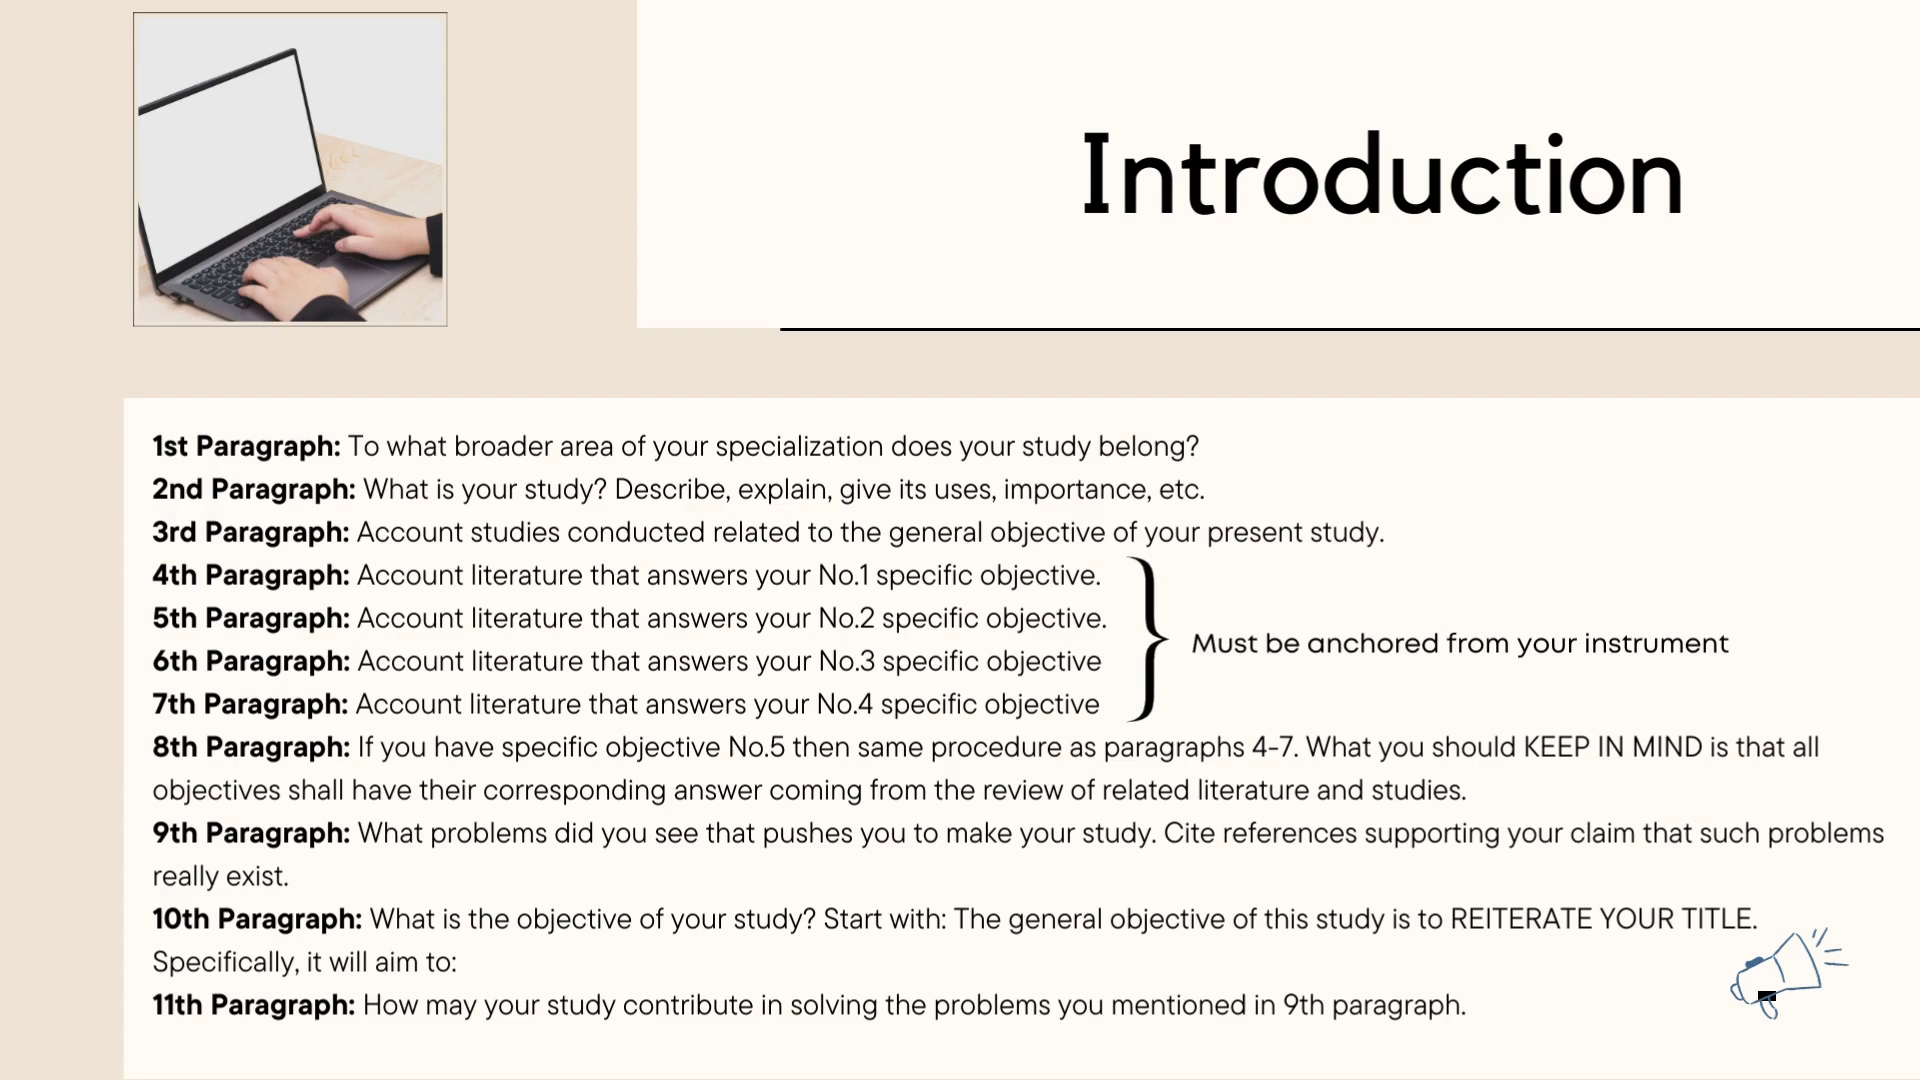 Introduction
1st Paragraph: To what broader area of your specialization does your study belong?
2nd Paragraph: What is your study? Describe, explain, give its uses, importance, etc.
3rd Paragraph: Account studies conducted related to the general objective of your present study.
4th Paragraph: Account literature that answers your No.1 specific objective.
5th Paragraph: Account literature that answers your No.2 specific objective.
6th Paragraph: Account literature that answers your No.3 specific objective
7th Paragraph: Account literature that answers your No.4 specific objective
Must be anchored from your instrument
8th Paragraph: If you have specific objective No.5 then same procedure as paragraphs 4-7. What you should KEEP IN MIND is that all
objectives shall have their corresponding answer coming from the review of related literature and studies.
9th Paragraph: What problems did you see that pushes you to make your study. Cite references supporting your claim that such problems
really exist.
10th Paragraph: What is the objective of your study? Start with: The general objective of this study is to REITERATE YOUR TITLE.
Specifically, it will aim to:
11th Paragraph: How may your study contribute in solving the problems you mentioned in 9th paragraph.